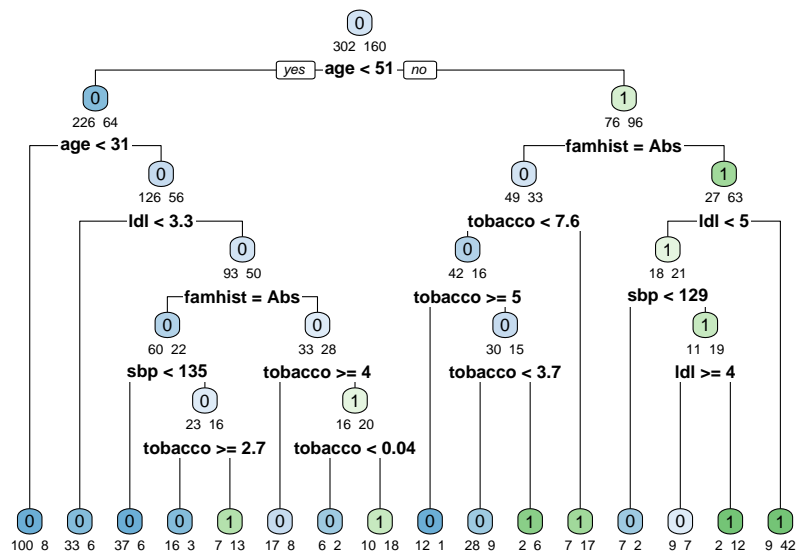 0
302 160
yes age < 51 no
0 1
226 64 76 96
age < 31 famhist = Abs
0 0 1
126 56 49 33 27 63
ldl < 3.3 tobacco < 7.6 ldl < 5
0 0 1
93 50 42 16 18 21
famhist = Abs tobacco >= 5 sbp < 129
0 0 0 1
60 22 33 28 30 15 11 19
sbp < 135 tobacco >= 4 tobacco < 3.7 ldl >= 4
0 1
23 16 16 20
tobacco >= 2.7 tobacco < 0.04
0 0 0 0 1 0 0 1 0 0 1 1 0 0 1 1
100 8 33 6 37 6 16 3 7 13 17 8 6 2 10 18 12 1 28 9 2 6 7 17 7 2 9 7 2 12 9 42